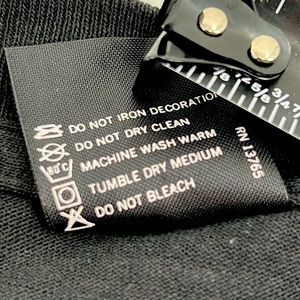 DO NOT IRON DECORATION
DO NOT DRY CLEAN
80°C MACHINE WASH WARM
TUMBLE DRY MEDIUM
DO NOT BLEACH
RN 13765